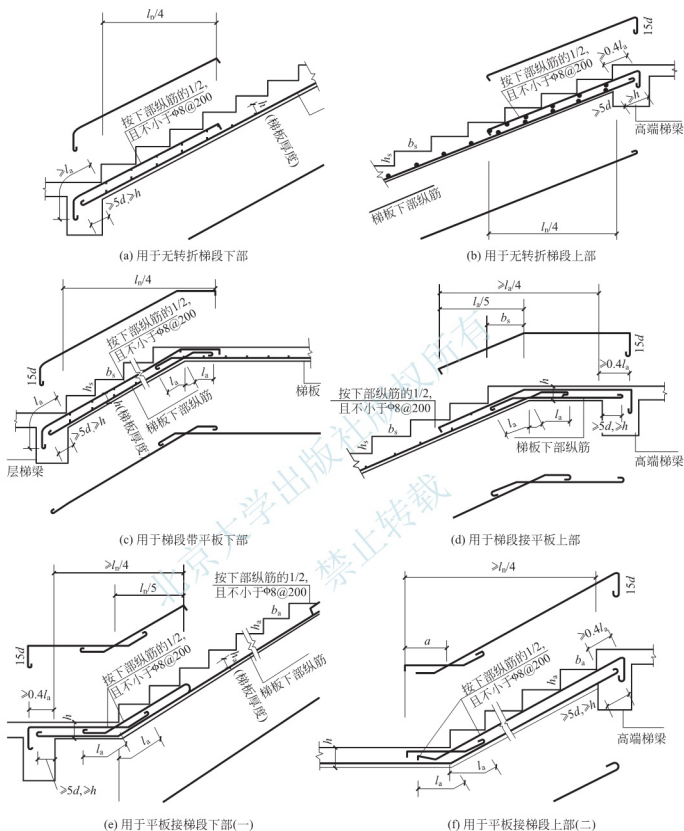 lₙ/4
按下部纵筋的1/2,
且不小于Φ8@200
h
(梯板厚度)
≥lₐ
≥5d,≥h
(a) 用于无转折梯段下部
15d
≥0.4lₐ
按下部纵筋的1/2,
且不小于Φ8@200
≥5d
≥h
高端梯梁
hₛ
bₛ
梯板下部纵筋
lₙ/4
(b) 用于无转折梯段上部
lₙ/4
按下部纵筋的1/2,
且不小于Φ8@200
15d
bₛ
hₛ
lₐ
lₐ
lₐ
梯板
h(梯板厚度)
梯板下部纵筋
≥5d,≥h
层梯梁
(c) 用于梯段带平板下部
≥lₐ/4
lₐ/5
bₛ
15d
≥0.4lₐ
按下部纵筋的1/2,
且不小于Φ8@200
h
hₛ
bₛ
lₐ
lₐ
≥5d,≥h
梯板下部纵筋
高端梯梁
(d) 用于梯段接平板上部
≥lₙ/4
lₙ/5
按下部纵筋的1/2,
且不小于Φ8@200
bₐ
hₐ
15d
按下部纵筋的1/2,
且不小于Φ8@200
hₐ
(梯板厚度)
梯板下部纵筋
≥0.4lₐ
h
lₐ
lₐ
≥5d,≥h
(e) 用于平板接梯段下部(一)
≥lₙ/4
15d
a
≥0.4lₐ
按下部纵筋的1/2,
且不小于Φ8@200
bₐ
hₐ
≥5d,≥h
高端梯梁
h
lₐ
lₐ
(f) 用于平板接梯段上部(二)
北京大学出版社版权所有
禁止转载